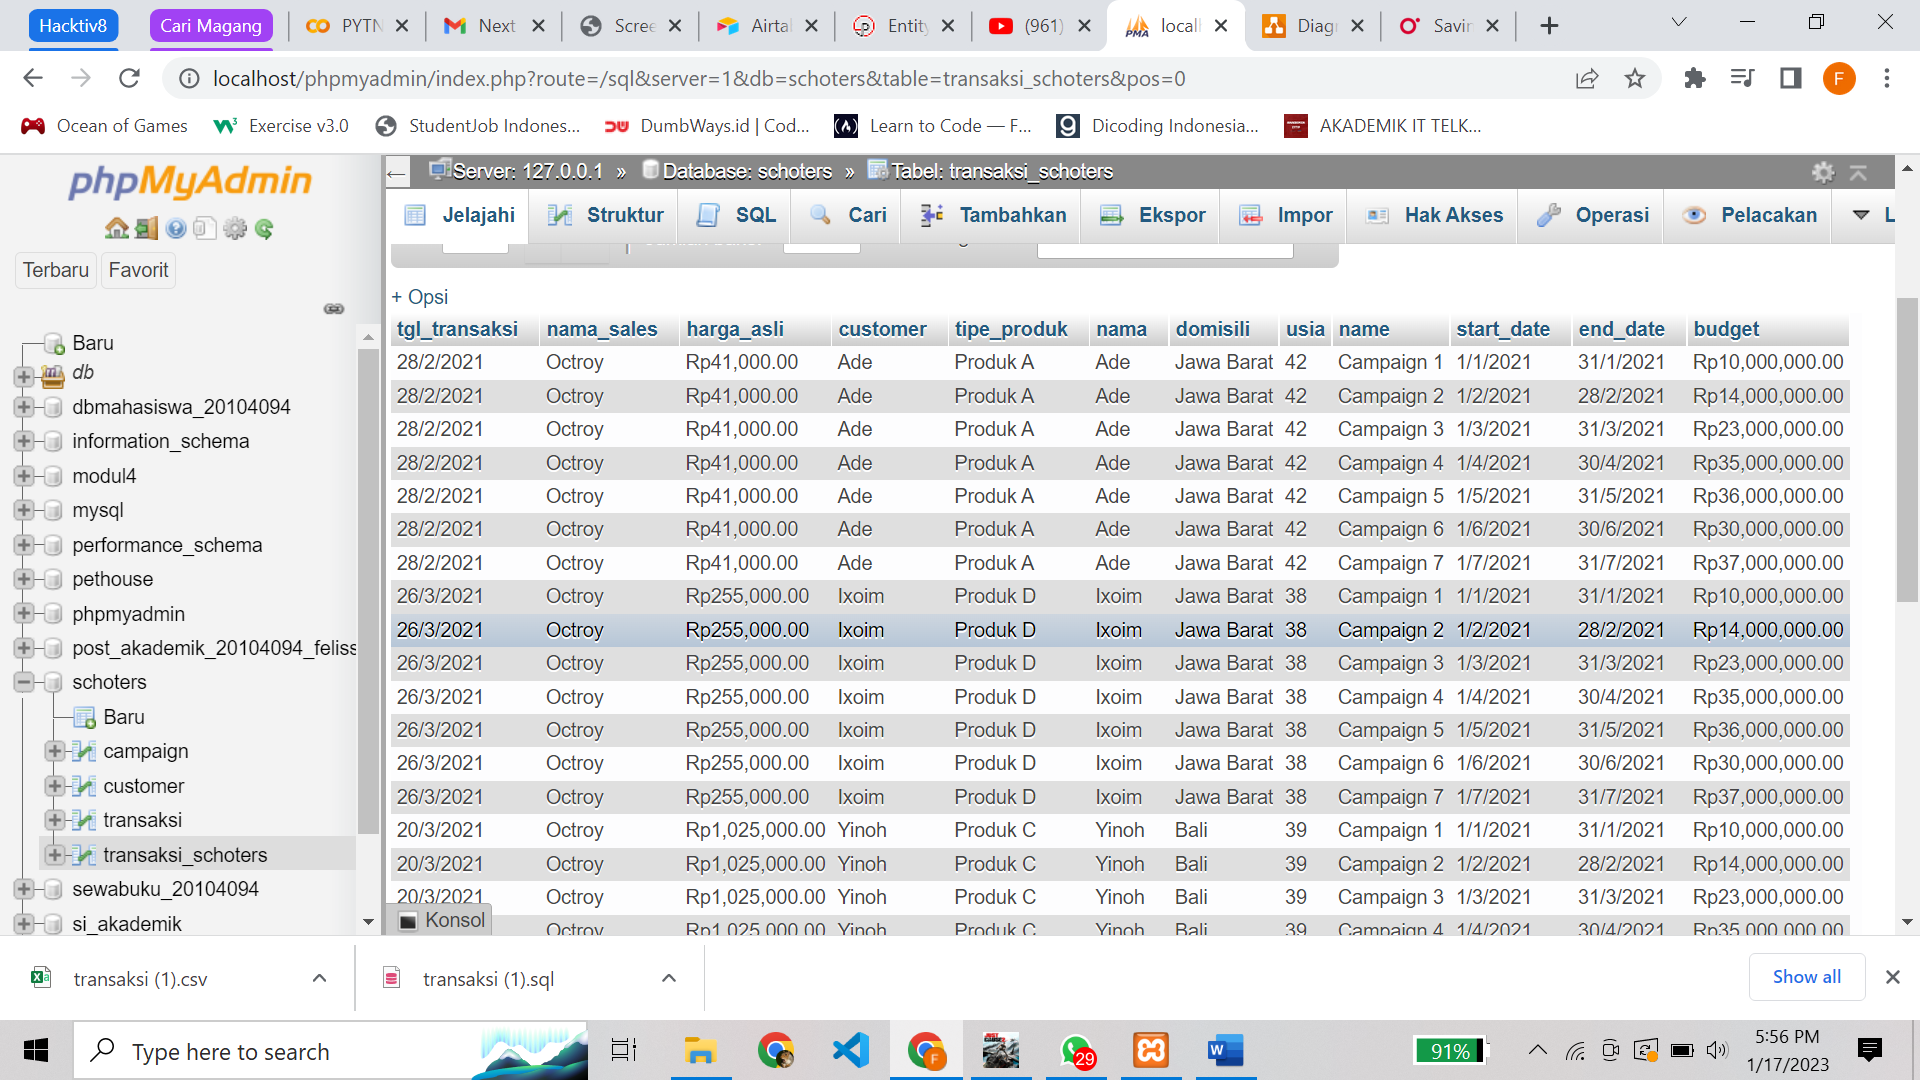 Hacktiv8 Cari Magang PYTN Next Scree Airtal Entity (961) localh Diagr Savin
localhost/phpmyadmin/index.php?route=/sql&server=1&db=schoters&table=transaksi_schoters&pos=0 F
Ocean of Games Exercise v3.0 StudentJob Indones... DumbWays.id | Cod... Learn to Code — F... Dicoding Indonesia... AKADEMIK IT TELK...
phpMyAdmin
Terbaru Favorit
Baru
db
dbmahasiswa_20104094
information_schema
modul4
mysql
performance_schema
pethouse
phpmyadmin
post_akademik_20104094_feliss
schoters
Baru
campaign
customer
transaksi
transaksi_schoters
sewabuku_20104094
si_akademik
Server: 127.0.0.1 » Database: schoters » Tabel: transaksi_schoters
Jelajahi Struktur SQL Cari Tambahkan Ekspor Impor Hak Akses Operasi Pelacakan L
+ Opsi
tgl_transaksi nama_sales harga_asli customer tipe_produk nama domisili usia name start_date end_date budget
28/2/2021 Octroy Rp41,000.00 Ade Produk A Ade Jawa Barat 42 Campaign 1 1/1/2021 31/1/2021 Rp10,000,000.00
28/2/2021 Octroy Rp41,000.00 Ade Produk A Ade Jawa Barat 42 Campaign 2 1/2/2021 28/2/2021 Rp14,000,000.00
28/2/2021 Octroy Rp41,000.00 Ade Produk A Ade Jawa Barat 42 Campaign 3 1/3/2021 31/3/2021 Rp23,000,000.00
28/2/2021 Octroy Rp41,000.00 Ade Produk A Ade Jawa Barat 42 Campaign 4 1/4/2021 30/4/2021 Rp35,000,000.00
28/2/2021 Octroy Rp41,000.00 Ade Produk A Ade Jawa Barat 42 Campaign 5 1/5/2021 31/5/2021 Rp36,000,000.00
28/2/2021 Octroy Rp41,000.00 Ade Produk A Ade Jawa Barat 42 Campaign 6 1/6/2021 30/6/2021 Rp30,000,000.00
28/2/2021 Octroy Rp41,000.00 Ade Produk A Ade Jawa Barat 42 Campaign 7 1/7/2021 31/7/2021 Rp37,000,000.00
26/3/2021 Octroy Rp255,000.00 Ixoim Produk D Ixoim Jawa Barat 38 Campaign 1 1/1/2021 31/1/2021 Rp10,000,000.00
26/3/2021 Octroy Rp255,000.00 Ixoim Produk D Ixoim Jawa Barat 38 Campaign 2 1/2/2021 28/2/2021 Rp14,000,000.00
26/3/2021 Octroy Rp255,000.00 Ixoim Produk D Ixoim Jawa Barat 38 Campaign 3 1/3/2021 31/3/2021 Rp23,000,000.00
26/3/2021 Octroy Rp255,000.00 Ixoim Produk D Ixoim Jawa Barat 38 Campaign 4 1/4/2021 30/4/2021 Rp35,000,000.00
26/3/2021 Octroy Rp255,000.00 Ixoim Produk D Ixoim Jawa Barat 38 Campaign 5 1/5/2021 31/5/2021 Rp36,000,000.00
26/3/2021 Octroy Rp255,000.00 Ixoim Produk D Ixoim Jawa Barat 38 Campaign 6 1/6/2021 30/6/2021 Rp30,000,000.00
26/3/2021 Octroy Rp255,000.00 Ixoim Produk D Ixoim Jawa Barat 38 Campaign 7 1/7/2021 31/7/2021 Rp37,000,000.00
20/3/2021 Octroy Rp1,025,000.00 Yinoh Produk C Yinoh Bali 39 Campaign 1 1/1/2021 31/1/2021 Rp10,000,000.00
20/3/2021 Octroy Rp1,025,000.00 Yinoh Produk C Yinoh Bali 39 Campaign 2 1/2/2021 28/2/2021 Rp14,000,000.00
20/3/2021 Octroy Rp1,025,000.00 Yinoh Produk C Yinoh Bali 39 Campaign 3 1/3/2021 31/3/2021 Rp23,000,000.00
Octroy Rp1,025,000.00 Yinoh Produk C Yinoh Bali 39 Campaign 4 1/4/2021 30/4/2021 Rp35,000,000.00
Konsol
transaksi (1).csv transaksi (1).sql Show all
Type here to search 29 91% 5:56 PM
1/17/2023